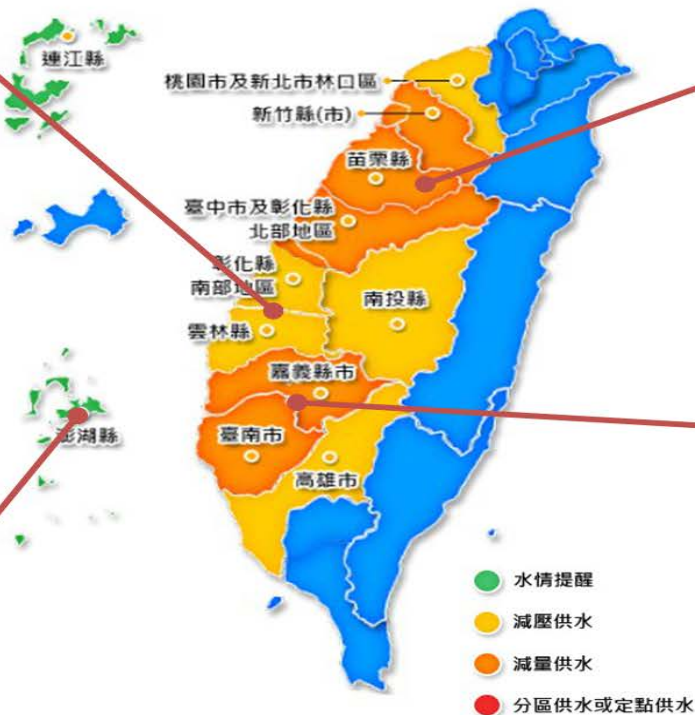 連江縣
桃園市及新北市林口區
新竹縣(市)
苗栗縣
臺中市及彰化縣
北部地區
彰化縣
南部地區
南投縣
雲林縣
嘉義縣市
澎湖縣
臺南市
高雄市
水情提醒
減壓供水
減量供水
分區供水或定點供水